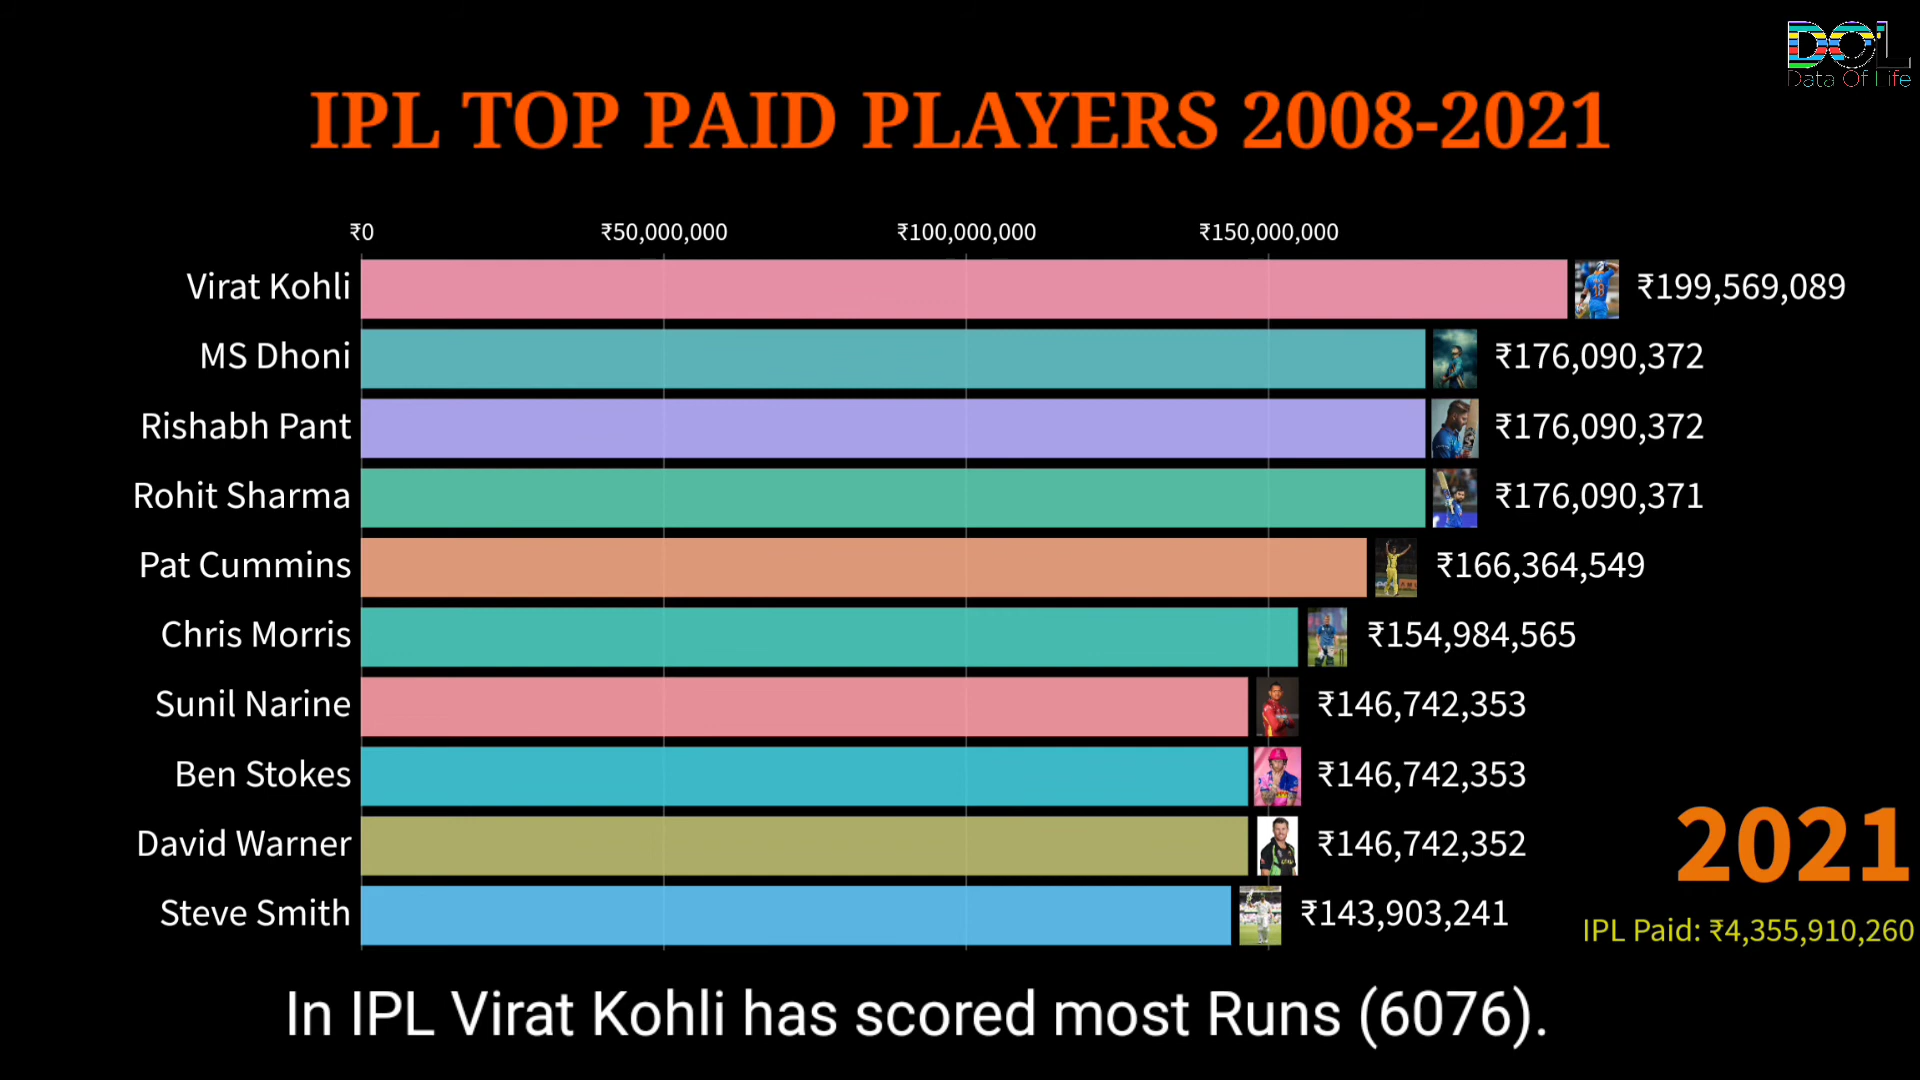 DOL
Data Of Life
IPL TOP PAID PLAYERS 2008-2021
₹0 ₹50,000,000 ₹100,000,000 ₹150,000,000
Virat Kohli 18 ₹199,569,089
MS Dhoni ₹176,090,372
Rishabh Pant ₹176,090,372
Rohit Sharma ₹176,090,371
Pat Cummins ₹166,364,549
Chris Morris ₹154,984,565
Sunil Narine ₹146,742,353
Ben Stokes ₹146,742,353
David Warner ₹146,742,352
Steve Smith ₹143,903,241
2021
IPL Paid: ₹4,355,910,260
In IPL Virat Kohli has scored most Runs (6076).